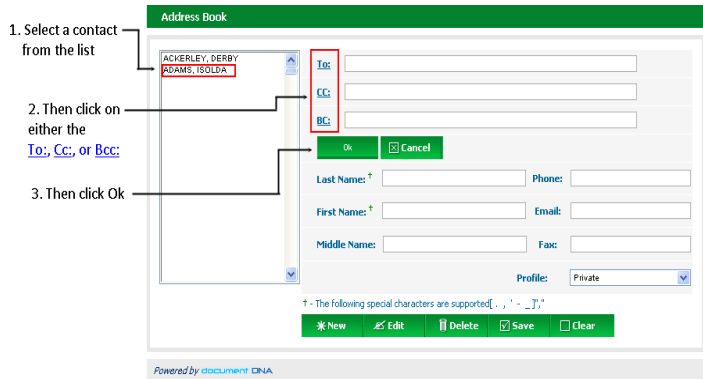 Address Book
1. Select a contact
from the list
ACKERLEY, DERBY
ADAMS, ISOLDA
To:
CC:
BC:
2. Then click on
either the
To:, Cc:, or Bcc:
Ok
Cancel
3. Then click Ok
Last Name: †
Phone:
First Name: †
Email:
Middle Name:
Fax:
Profile:
Private
† - The following special characters are supported[ . , ' - _ ]","
New
Edit
Delete
Save
Clear
Powered by document DNA